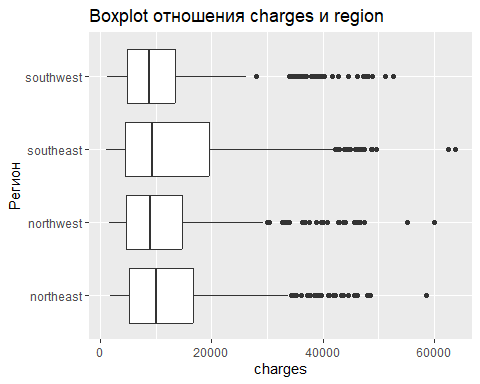 Boxplot отношения charges и region
Регион
southwest
southeast
northwest
northeast
0 20000 40000 60000
charges